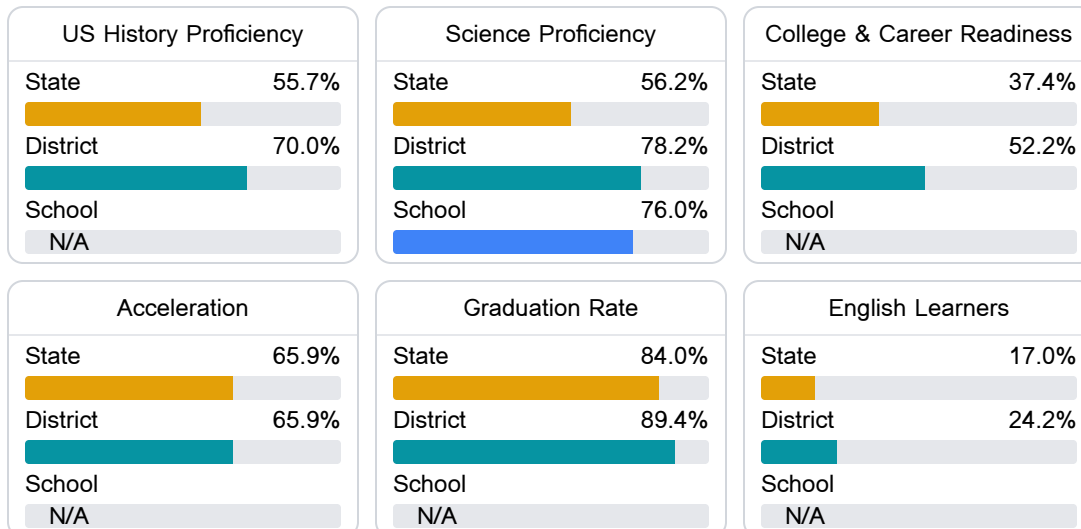 US History Proficiency
State 55.7%
District 70.0%
School
N/A
Science Proficiency
State 56.2%
District 78.2%
School 76.0%
College & Career Readiness
State 37.4%
District 52.2%
School
N/A
Acceleration
State 65.9%
District 65.9%
School
N/A
Graduation Rate
State 84.0%
District 89.4%
School
N/A
English Learners
State 17.0%
District 24.2%
School
N/A